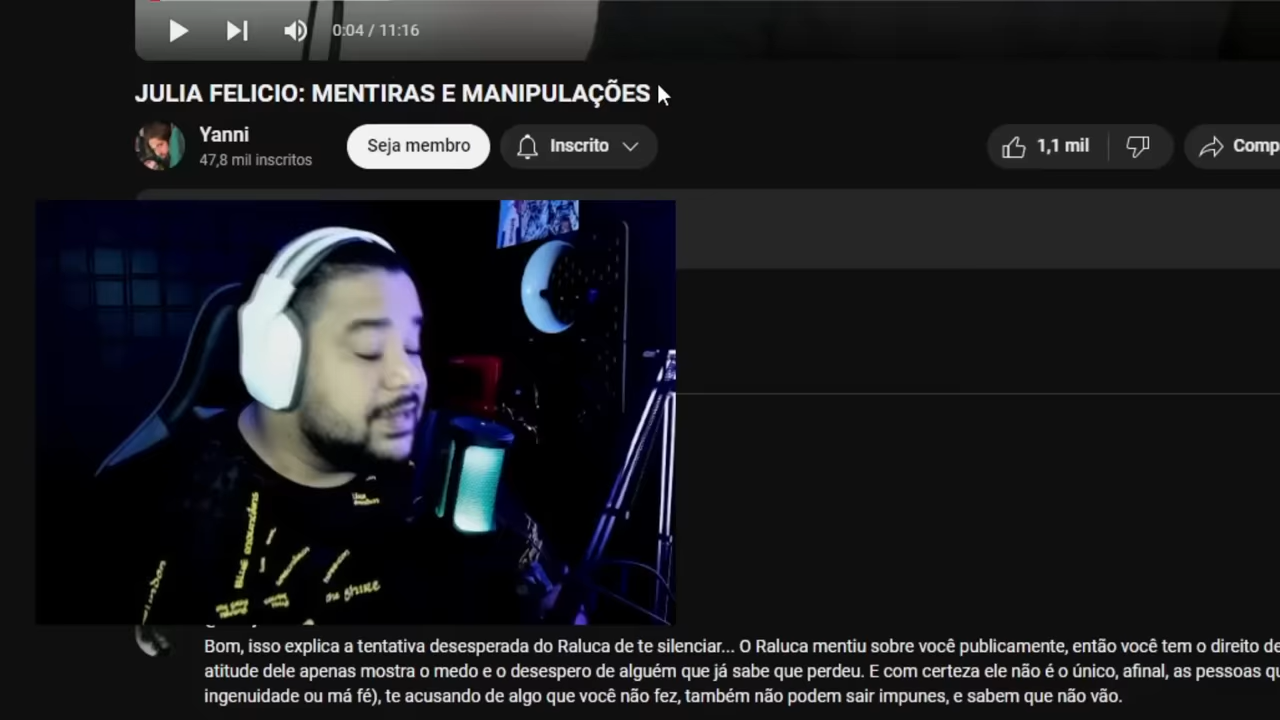 0:04 / 11:16
JULIA FELICIO: MENTIRAS E MANIPULAÇÕES
Yanni
47,8 mil inscritos
Seja membro
Inscrito
1,1 mil
Comp
the shine
Bom, isso explica a tentativa desesperada do Raluca de te silenciar... O Raluca mentiu sobre você publicamente, então você tem o direito de
atitude dele apenas mostra o medo e o desespero de alguém que já sabe que perdeu. E com certeza ele não é o único, afinal, as pessoas qu
ingenuidade ou má fé), te acusando de algo que você não fez, também não podem sair impunes, e sabem que não vão.